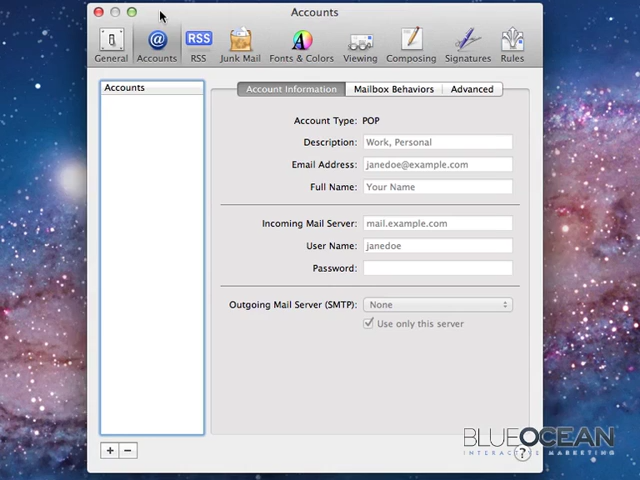 Accounts
General
Accounts
RSS
RSS
Junk Mail
Fonts & Colors
Viewing
Composing
Signatures
Rules
Accounts
Account Information
Mailbox Behaviors
Advanced
Account Type: POP
Description: Work, Personal
Email Address: janedoe@example.com
Full Name: Your Name
Incoming Mail Server: mail.example.com
User Name: janedoe
Password:
Outgoing Mail Server (SMTP): None
Use only this server
BLUEOCEAN
INTERACTIVE MARKETING
?